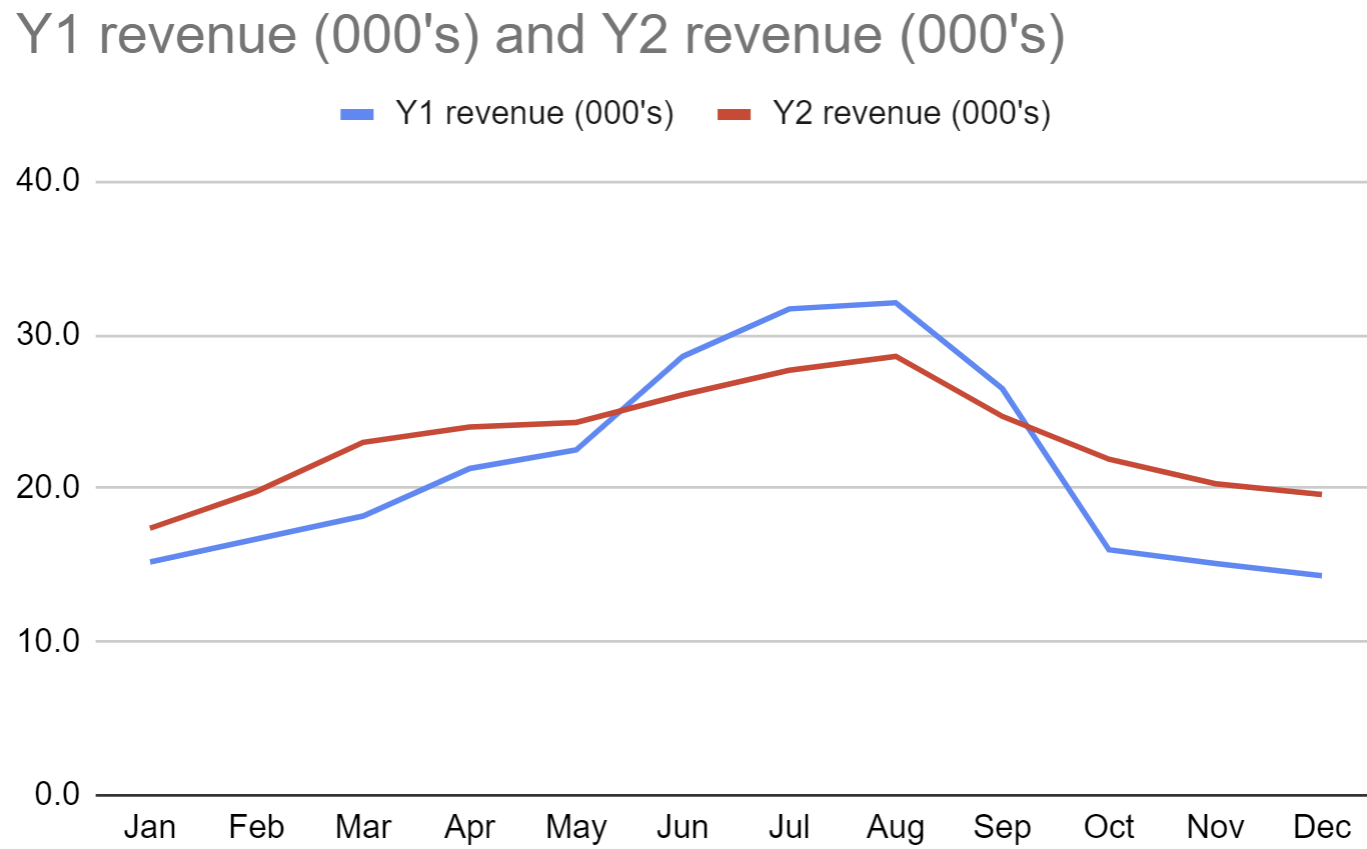 Y1 revenue (000's) and Y2 revenue (000's)
Y1 revenue (000's) Y2 revenue (000's)
40.0
30.0
20.0
10.0
0.0
Jan Feb Mar Apr May Jun Jul Aug Sep Oct Nov Dec